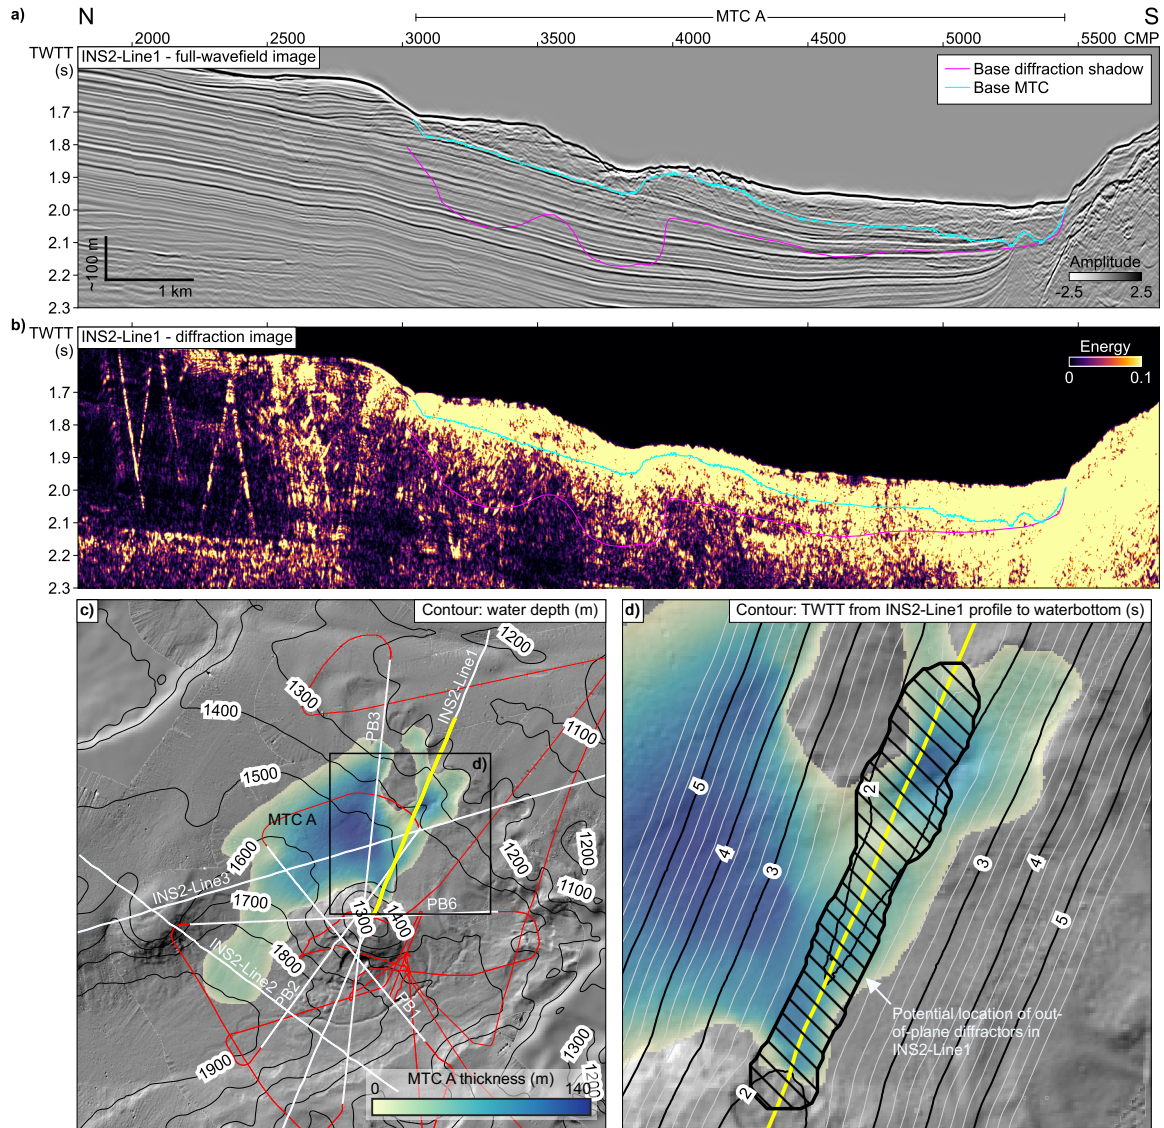 a)
N
MTC A
S
2000 2500 3000 3500 4000 4500 5000 5500 CMP
TWTT
(s)
INS2-Line1 - full-wavefield image
Base diffraction shadow
Base MTC
1.7
1.8
1.9
2.0
2.1
2.2
2.3
~100 m
1 km
Amplitude
-2.5 2.5
b)
TWTT
(s)
INS2-Line1 - diffraction image
Energy
0 0.1
1.7
1.8
1.9
2.0
2.1
2.2
2.3
c)
Contour: water depth (m)
1200
1300
1400
PB3
INS2-Line1
1100
1500
d)
MTC A
1600
1200
1200
1100
INS2-Line3
1700
PB6
1300
1400
INS2-Line2
1800
PB2
PB1
1900
1300
1200
MTC A thickness (m)
0 140
d)
Contour: TWTT from INS2-Line1 profile to waterbottom (s)
5
4
3
2
3
4
5
2
Potential location of out-
of-plane diffractors in
INS2-Line1